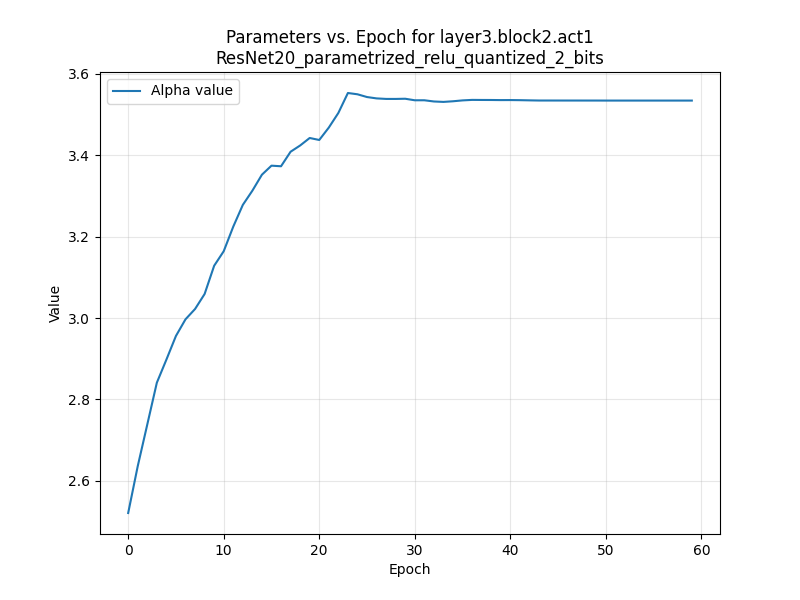 Parameters vs. Epoch for layer3.block2.act1
ResNet20_parametrized_relu_quantized_2_bits
Alpha value
3.6
3.4
3.2
3.0
2.8
2.6
Value
0 10 20 30 40 50 60
Epoch